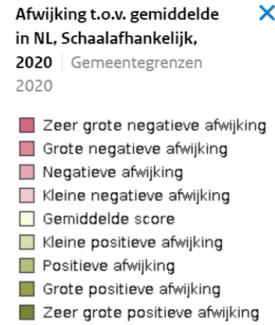 Afwijking t.o.v. gemiddelde
in NL, Schaalafhankelijk,
2020 Gemeentegrenzen
2020
Zeer grote negatieve afwijking
Grote negatieve afwijking
Negatieve afwijking
Kleine negatieve afwijking
Gemiddelde score
Kleine positieve afwijking
Positieve afwijking
Grote positieve afwijking
Zeer grote positieve afwijking